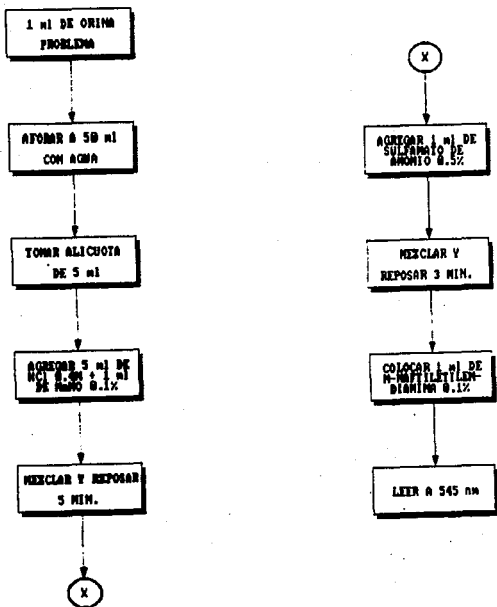 1 ml DE ORINA
PROBLEMA
AFORAR A 50 ml
CON AGUA
TOMAR ALICUOTA
DE 5 ml
AGREGAR 5 ml DE
HCl 0.4N + 1 ml
DE 0.1%
MEZCLAR Y REPOSAR
5 MIN.
X
X
AGREGAR 1 ml DE
SULFAMATO DE
AMONIO 0.5%
MEZCLAR Y
REPOSAR 3 MIN.
COLOCAR 1 ml DE
N-NAFTILETILEN-
DIAMINA 0.1%
LEER A 545 nm